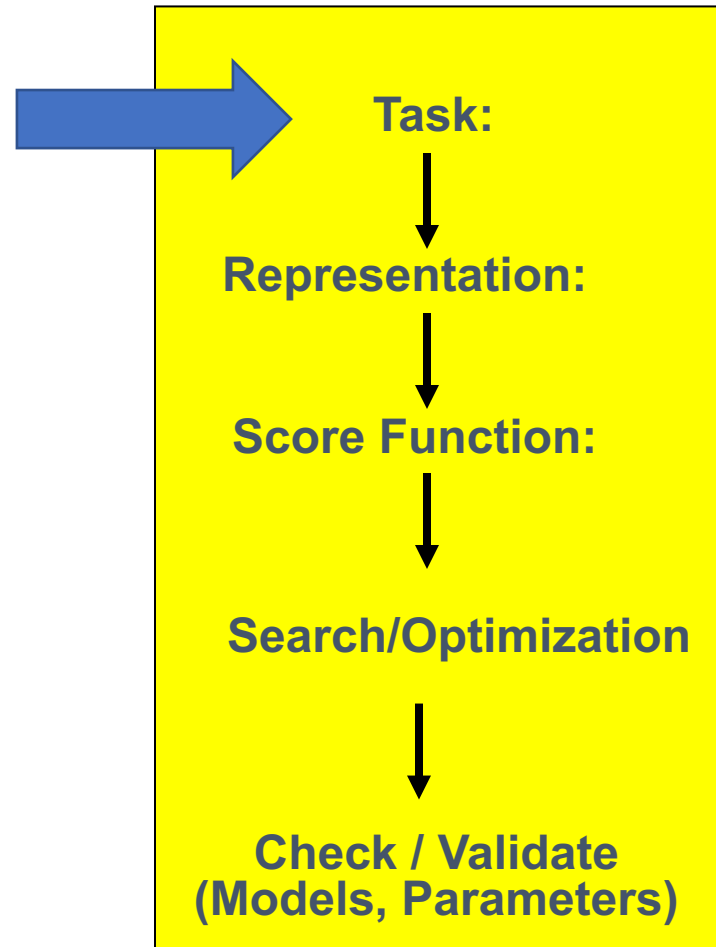 Task:
Representation:
Score Function:
Search/Optimization
Check / Validate
(Models, Parameters)